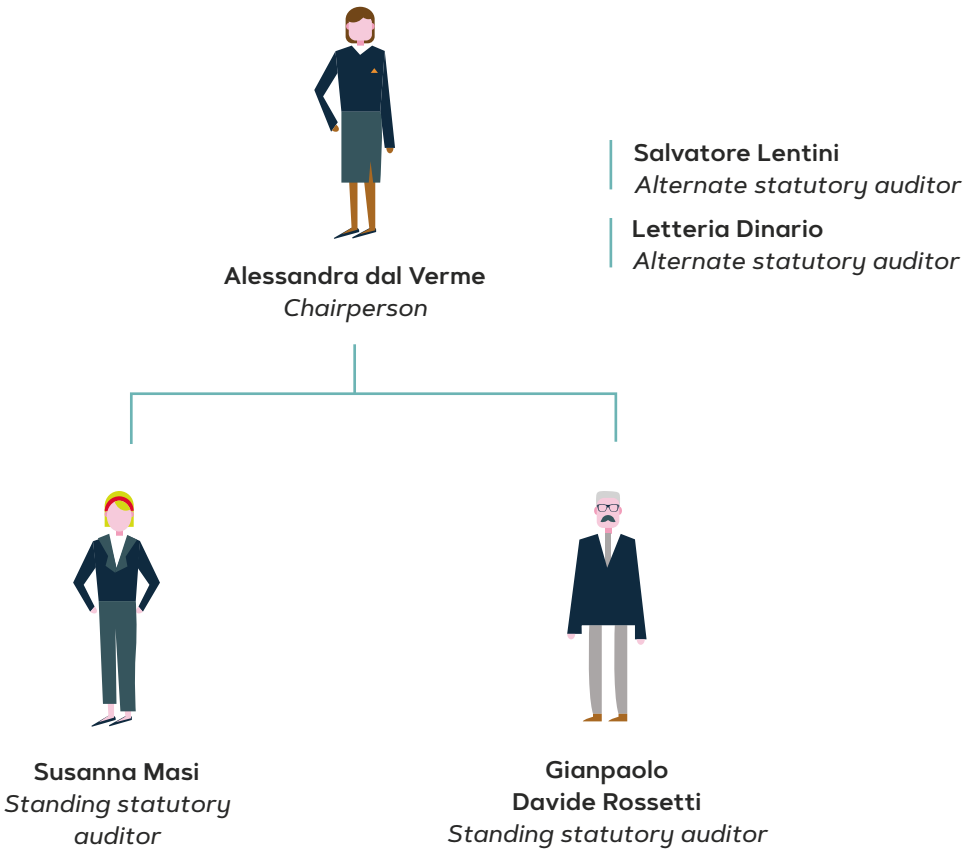 Salvatore Lentini
Alternate statutory auditor
Letteria Dinario
Alternate statutory auditor
Alessandra dal Verme
Chairperson
Susanna Masi
Standing statutory
auditor
Gianpaolo
Davide Rossetti
Standing statutory auditor